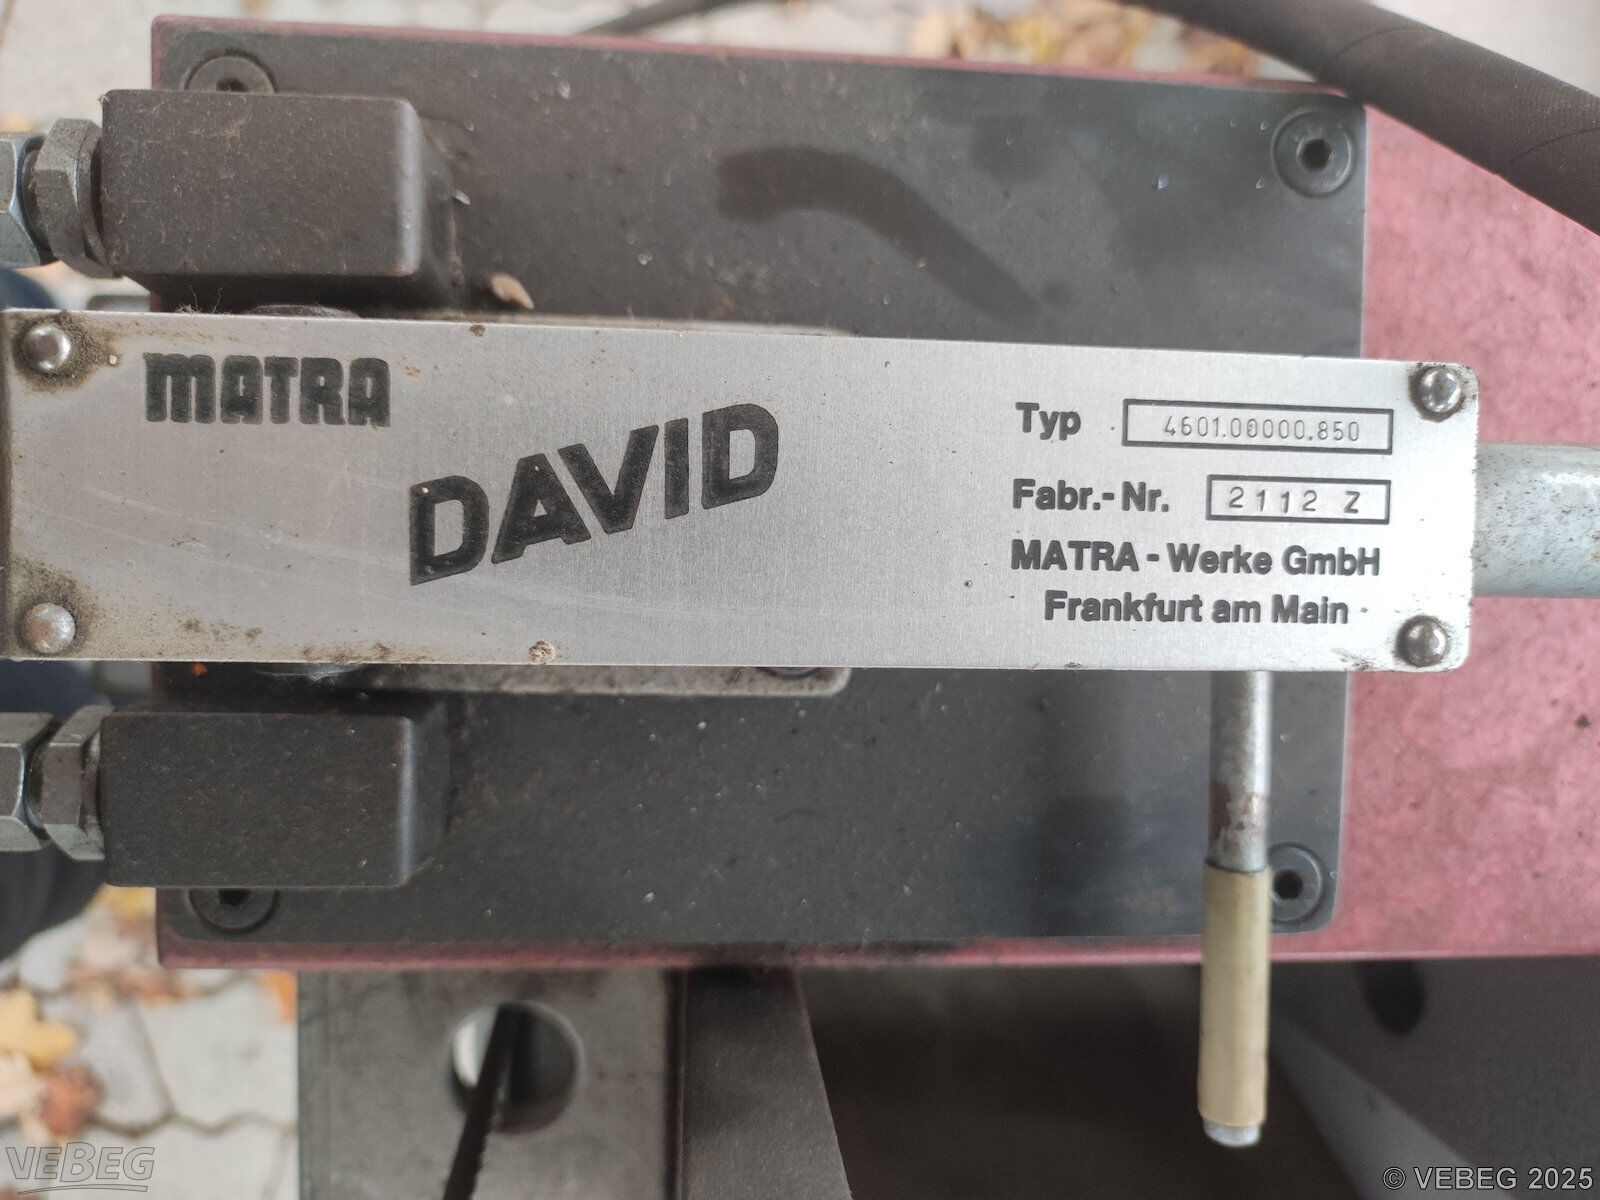 MATRA
DAVID
Typ 4601.00000.850
Fabr.-Nr. 2112 Z
MATRA-Werke GmbH
Frankfurt am Main
VEBEG
© VEBEG 2025